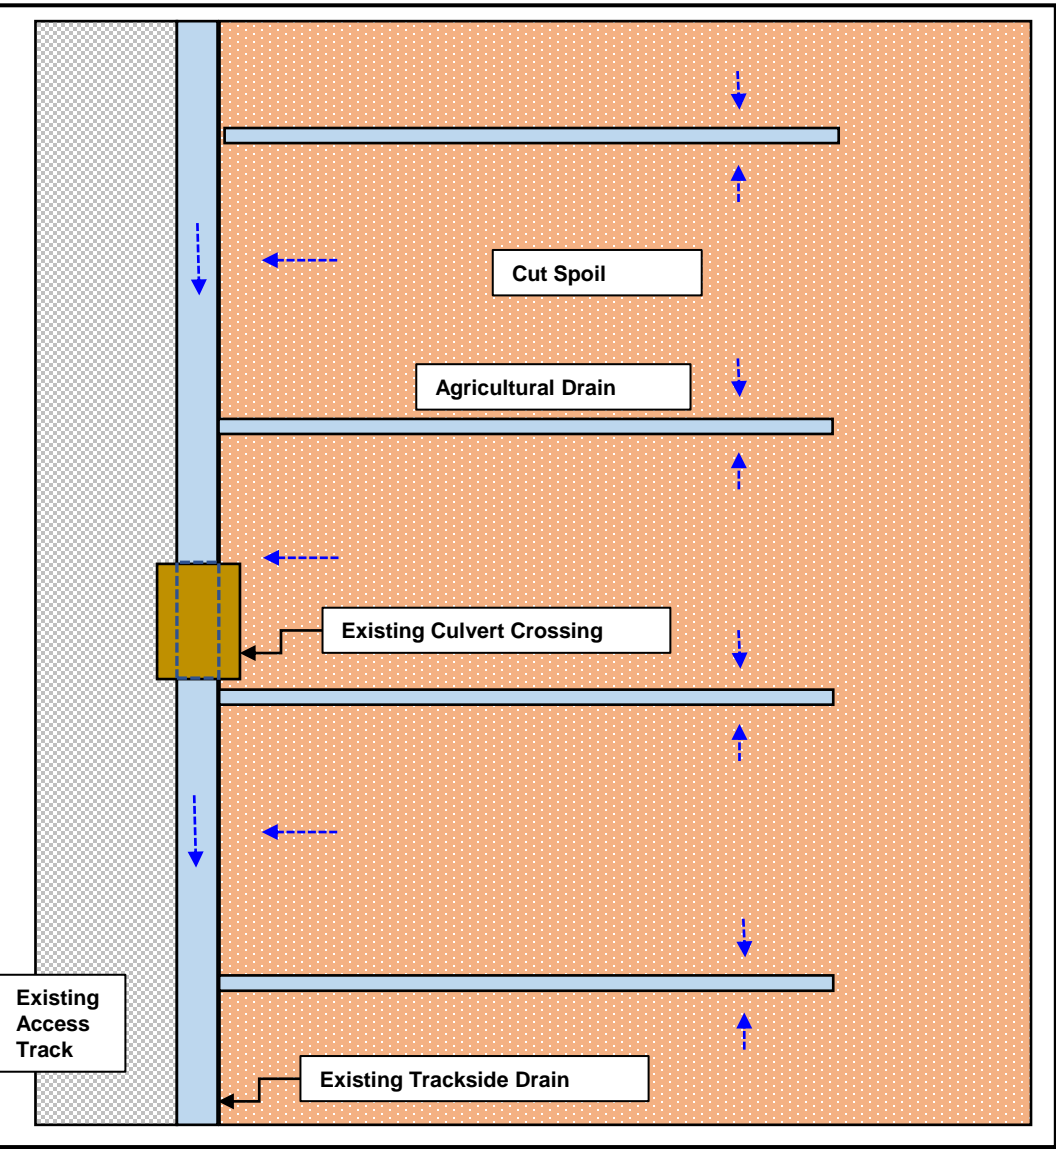 Cut Spoil
Agricultural Drain
Existing Culvert Crossing
Existing
Access
Track
Existing Trackside Drain